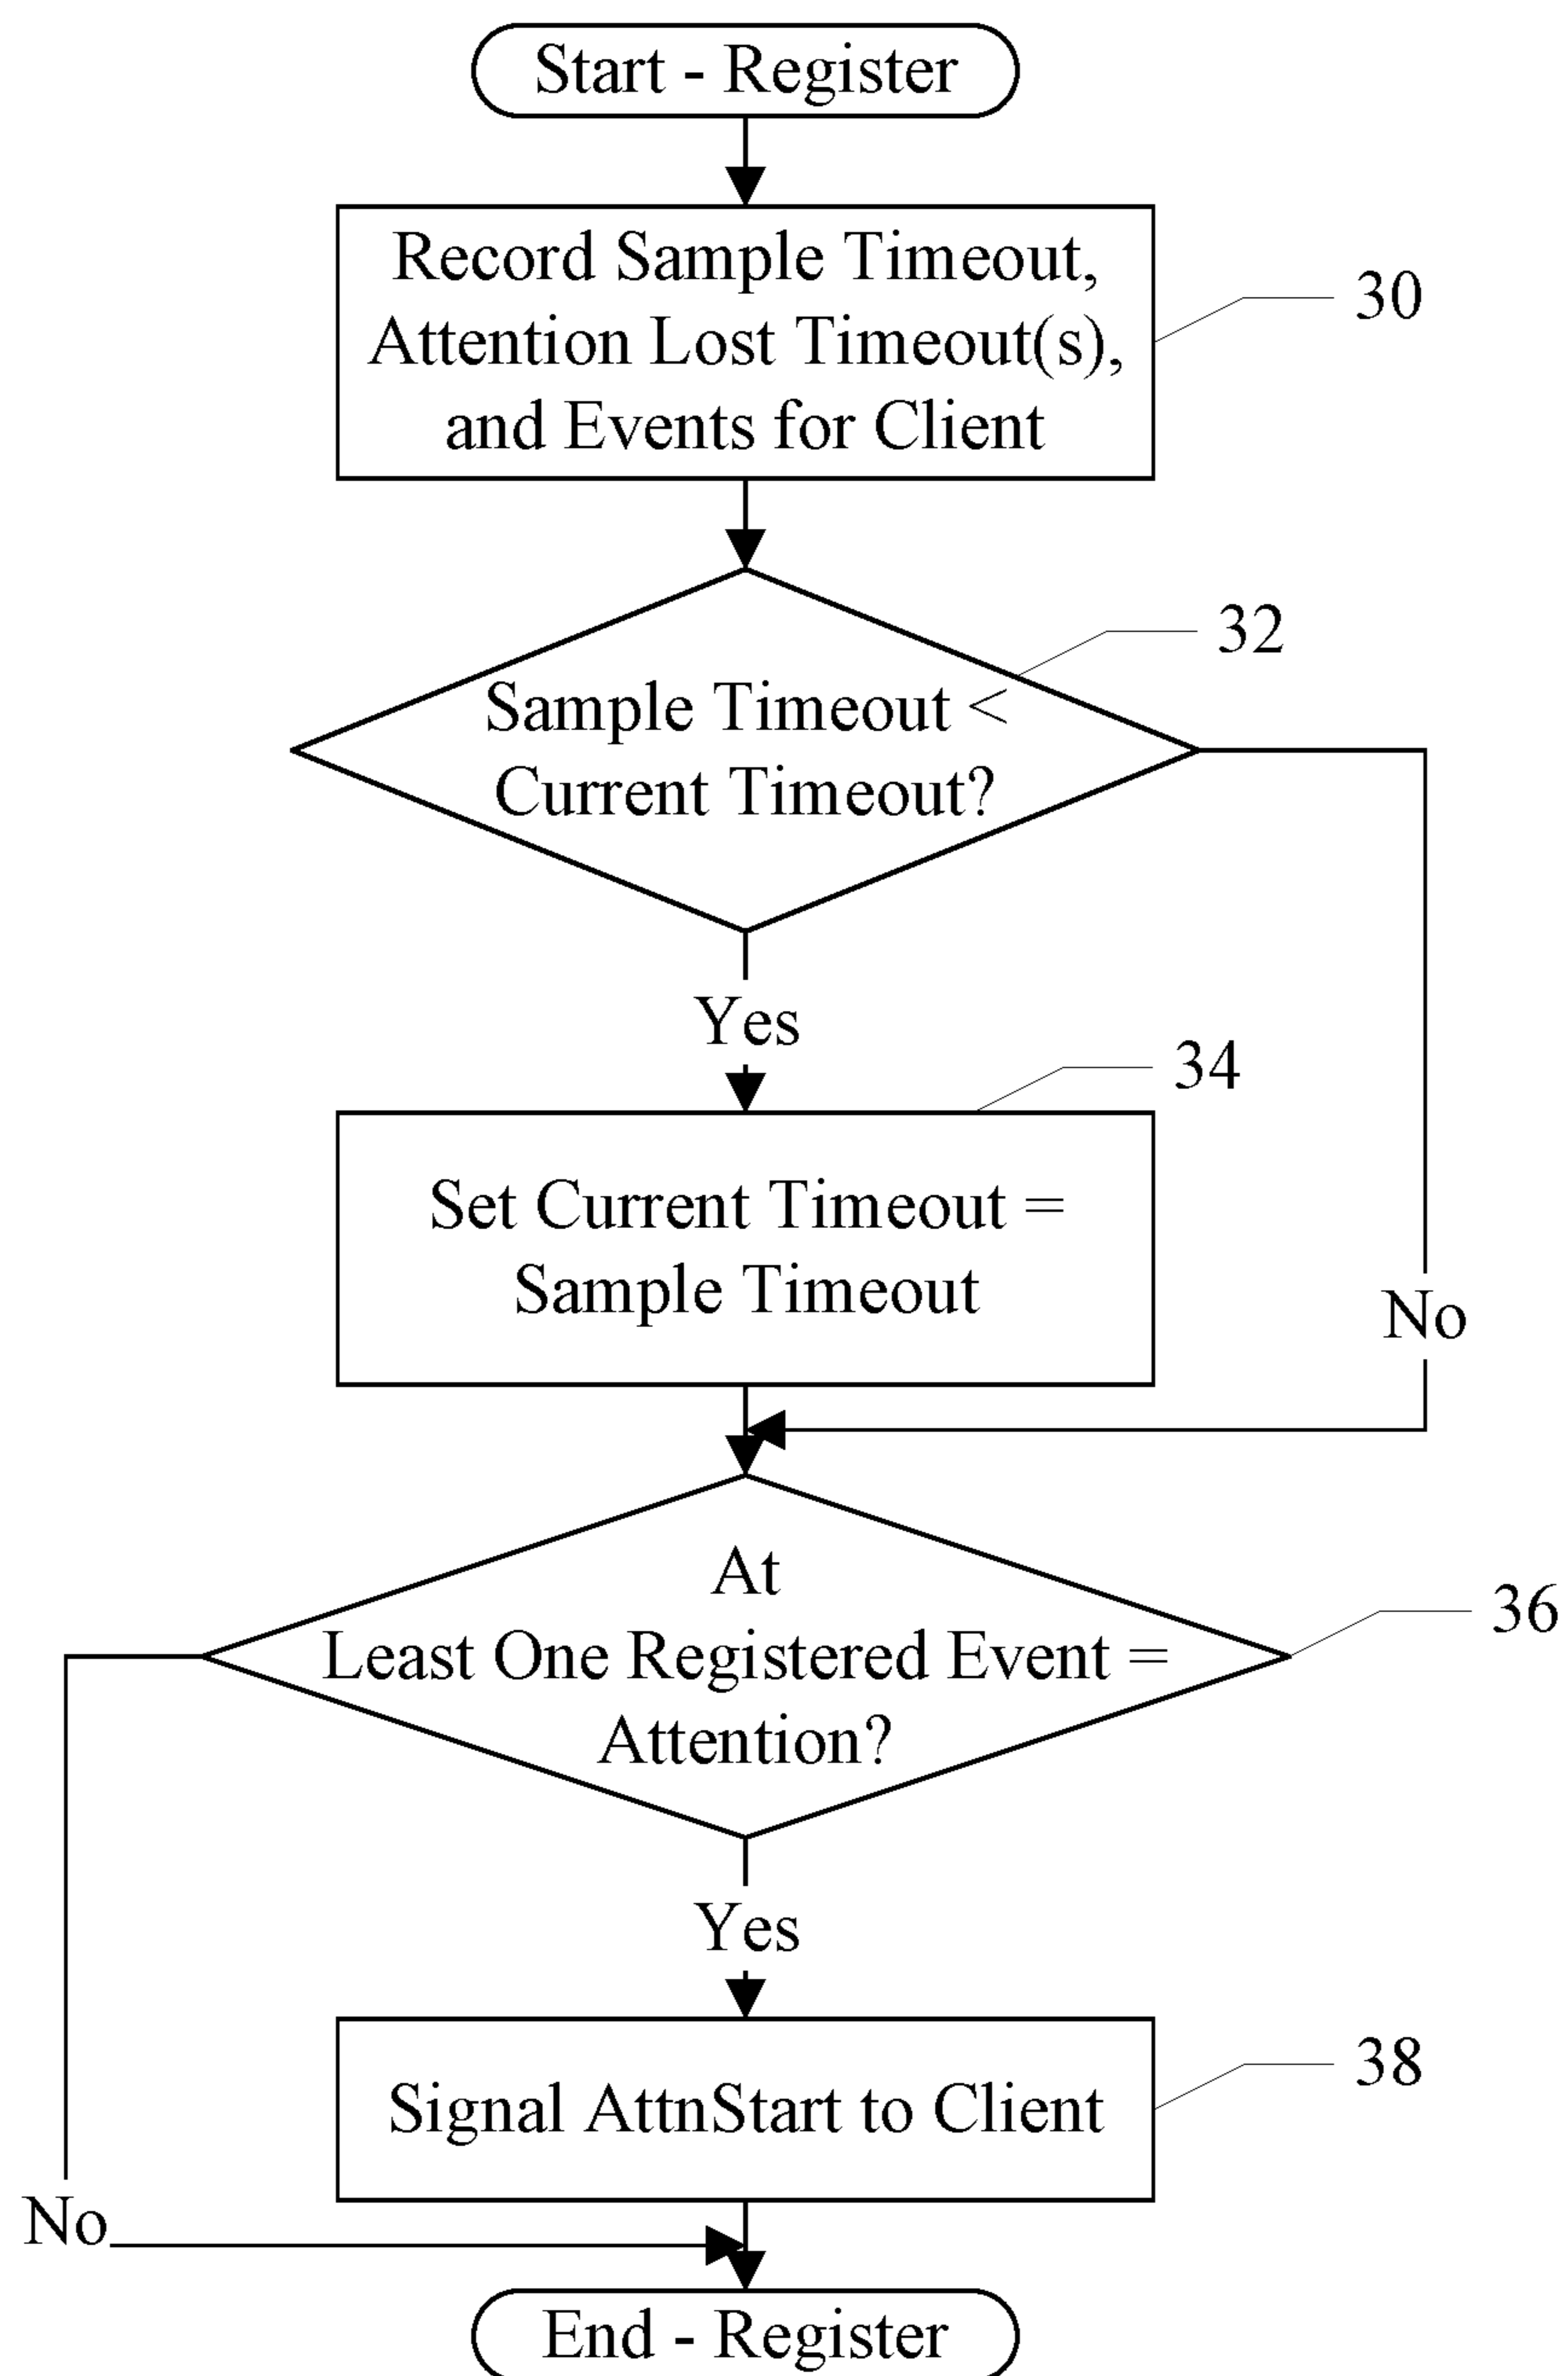 Start - Register
Record Sample Timeout,
Attention Lost Timeout(s),
and Events for Client
30
32
Sample Timeout <
Current Timeout?
Yes
34
Set Current Timeout =
Sample Timeout
No
At
Least One Registered Event =
Attention?
36
Yes
38
Signal AttnStart to Client
No
End - Register